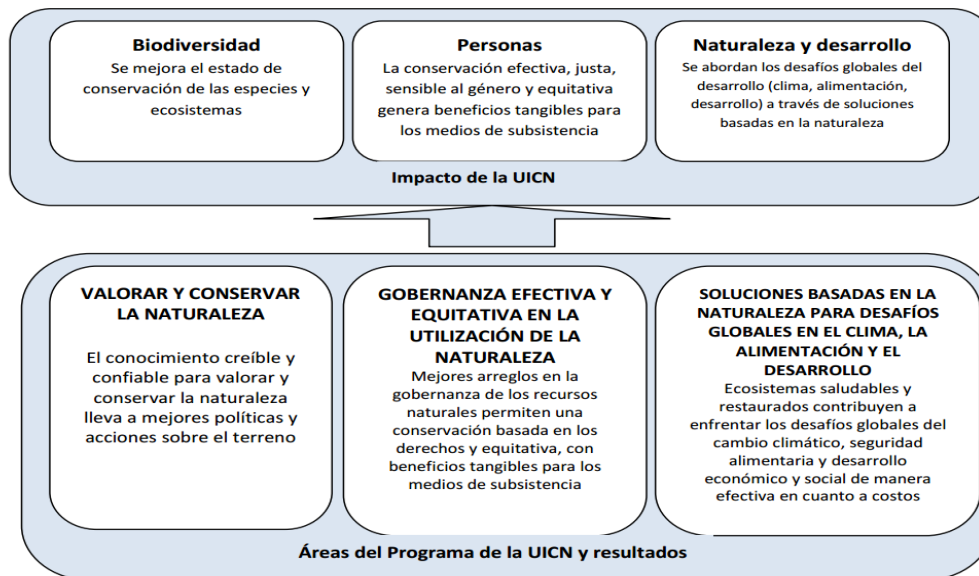 Biodiversidad
Se mejora el estado de
conservación de las especies y
ecosistemas
Personas
La conservación efectiva, justa,
sensible al género y equitativa
genera beneficios tangibles para
los medios de subsistencia
Naturaleza y desarrollo
Se abordan los desafíos globales del
desarrollo (clima, alimentación,
desarrollo) a través de soluciones
basadas en la naturaleza
Impacto de la UICN
VALORAR Y CONSERVAR
LA NATURALEZA
El conocimiento creíble y
confiable para valorar y
conservar la naturaleza
lleva a mejores políticas y
acciones sobre el terreno
GOBERNANZA EFECTIVA Y
EQUITATIVA EN LA
UTILIZACIÓN DE LA
NATURALEZA
Mejores arreglos en la
gobernanza de los recursos
naturales permiten una
conservación basada en los
derechos y equitativa, con
beneficios tangibles para los
medios de subsistencia
SOLUCIONES BASADAS EN LA
NATURALEZA PARA DESAFÍOS
GLOBALES EN EL CLIMA, LA
ALIMENTACIÓN Y EL
DESARROLLO
Ecosistemas saludables y
restaurados contribuyen a
enfrentar los desafíos globales del
cambio climático, seguridad
alimentaria y desarrollo
económico y social de manera
efectiva en cuanto a costos
Áreas del Programa de la UICN y resultados